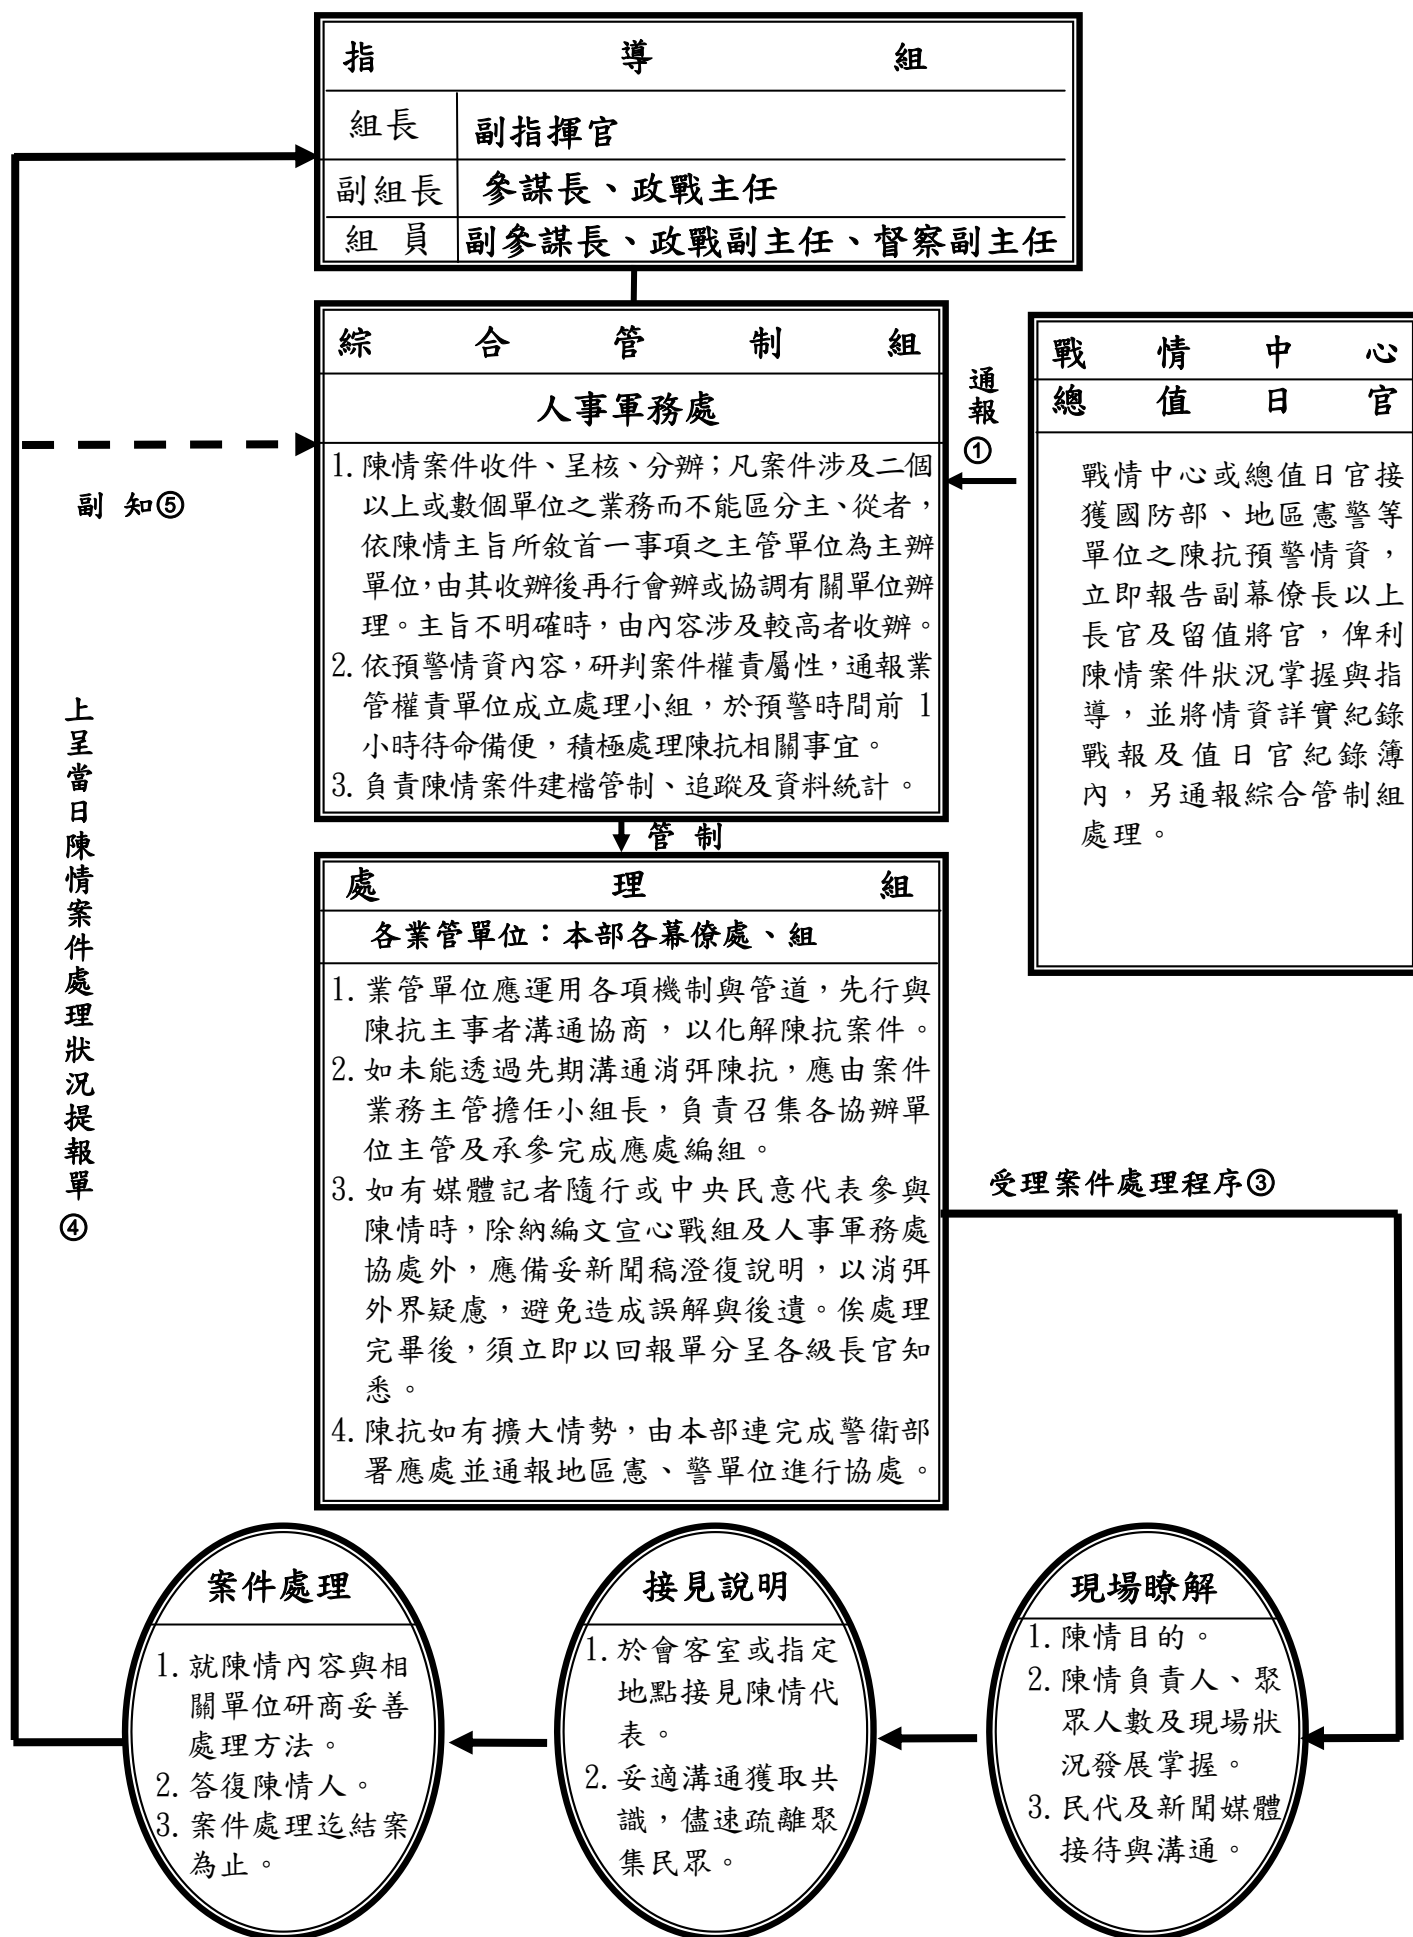 指導組
組長 副指揮官
副組長 參謀長、政戰主任
組員 副參謀長、政戰副主任、督察副主任
綜合管制組
人事軍務處
1.陳情案件收件、呈核、分辦；凡案件涉及二個
以上或數個單位之業務而不能區分主、從者，
依陳情主旨所敘首一事項之主管單位為主辦
單位，由其收辦後再行會辦或協調有關單位辦
理。主旨不明確時，由內容涉及較高者收辦。
2.依預警情資內容，研判案件權責屬性，通報業
管權責單位成立處理小組，於預警時間前 1
小時待命備便，積極處理陳抗相關事宜。
3.負責陳情案件建檔管制、追蹤及資料統計。
通報①
戰情中心
總值日官
戰情中心或總值日官接
獲國防部、地區憲警等
單位之陳抗預警情資，
立即報告副幕僚長以上
長官及留值將官，俾利
陳情案件狀況掌握與指
導，並將情資詳實紀錄
戰報及值日官紀錄簿
內，另通報綜合管制組
處理。
副 知⑤
上呈當日陳情案件處理狀況提報單④
管 制
處理組
各業管單位：本部各幕僚處、組
1.業管單位應運用各項機制與管道，先行與
陳抗主事者溝通協商，以化解陳抗案件。
2.如未能透過先期溝通消弭陳抗，應由案件
業務主管擔任小組長，負責召集各協辦單
位主管及承參完成應處編組。
3.如有媒體記者隨行或中央民意代表參與
陳情時，除納編文宣心戰組及人事軍務處
協處外，應備妥新聞稿澄復說明，以消弭
外界疑慮，避免造成誤解與後遺。俟處理
完畢後，須立即以回報單分呈各級長官知
悉。
4.陳抗如有擴大情勢，由本部連完成警衛部
署應處並通報地區憲、警單位進行協處。
受理案件處理程序③
案件處理
1.就陳情內容與相
關單位研商妥善
處理方法。
2.答復陳情人。
3.案件處理迄結案
為止。
接見說明
1.於會客室或指定
地點接見陳情代
表。
2.妥適溝通獲取共
識，儘速疏離聚
集民眾。
現場瞭解
1.陳情目的。
2.陳情負責人、聚
眾人數及現場狀
況發展掌握。
3.民代及新聞媒體
接待與溝通。